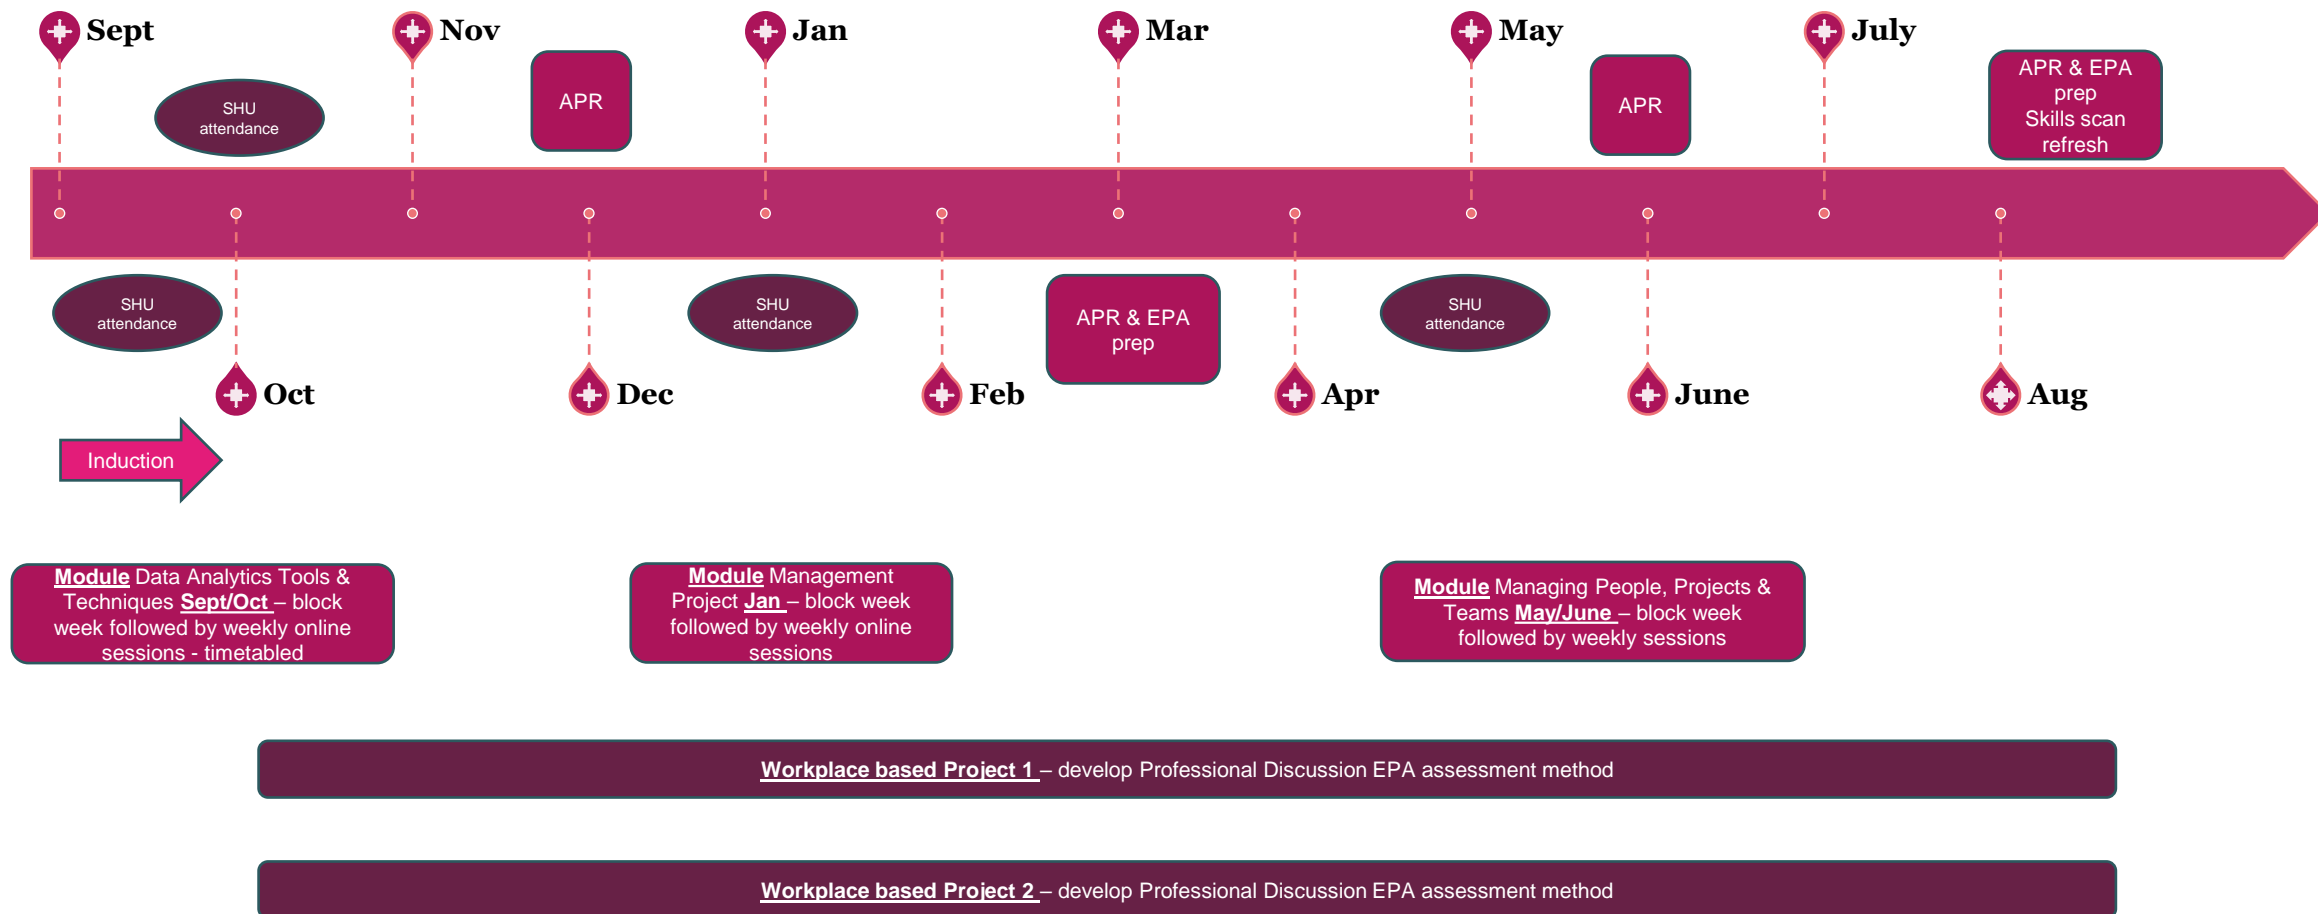 Sept
Nov
Jan
Mar
May
July
SHU
attendance
APR
APR
APR & EPA
prep
Skills scan
refresh
SHU
attendance
SHU
attendance
APR & EPA
prep
SHU
attendance
Oct
Dec
Feb
Apr
June
Aug
Induction
Module Data Analytics Tools &
Techniques Sept/Oct – block
week followed by weekly online
sessions - timetabled
Module Management
Project Jan – block week
followed by weekly online
sessions
Module Managing People, Projects &
Teams May/June – block week
followed by weekly sessions
Workplace based Project 1 – develop Professional Discussion EPA assessment method
Workplace based Project 2 – develop Professional Discussion EPA assessment method